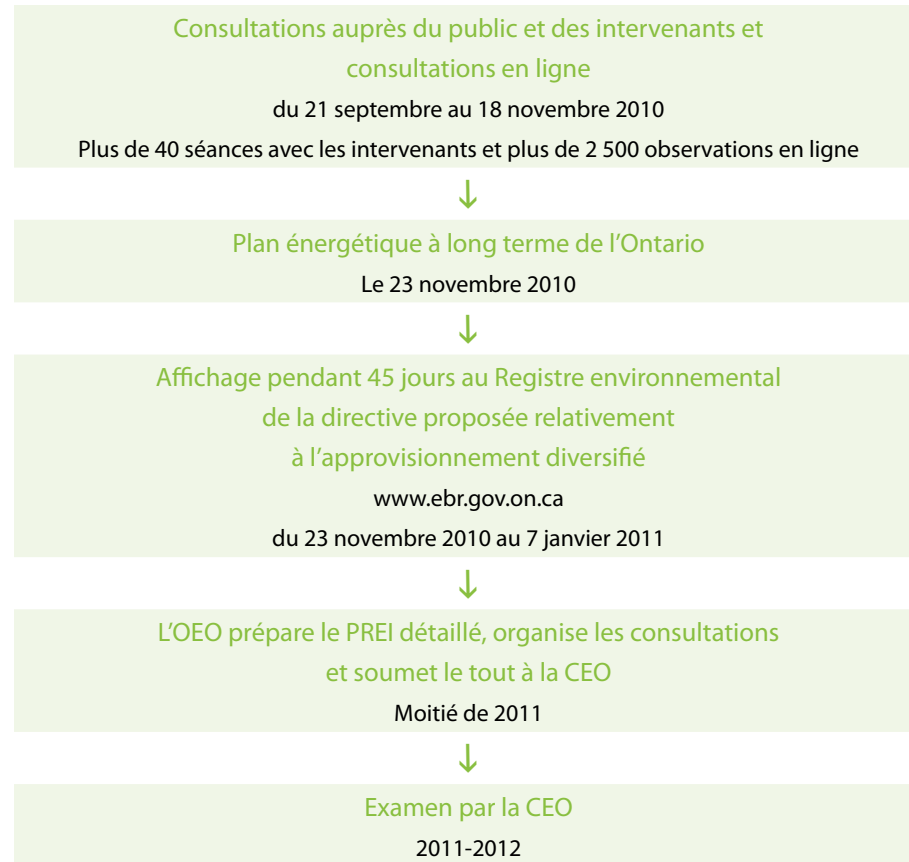 Consultations auprès du public et des intervenants et
consultations en ligne
du 21 septembre au 18 novembre 2010
Plus de 40 séances avec les intervenants et plus de 2 500 observations en ligne
↓
Plan énergétique à long terme de l’Ontario
Le 23 novembre 2010
↓
Affichage pendant 45 jours au Registre environnemental
de la directive proposée relativement
à l’approvisionnement diversifié
www.ebr.gov.on.ca
du 23 novembre 2010 au 7 janvier 2011
↓
L’OEO prépare le PREI détaillé, organise les consultations
et soumet le tout à la CEO
Moitié de 2011
↓
Examen par la CEO
2011-2012